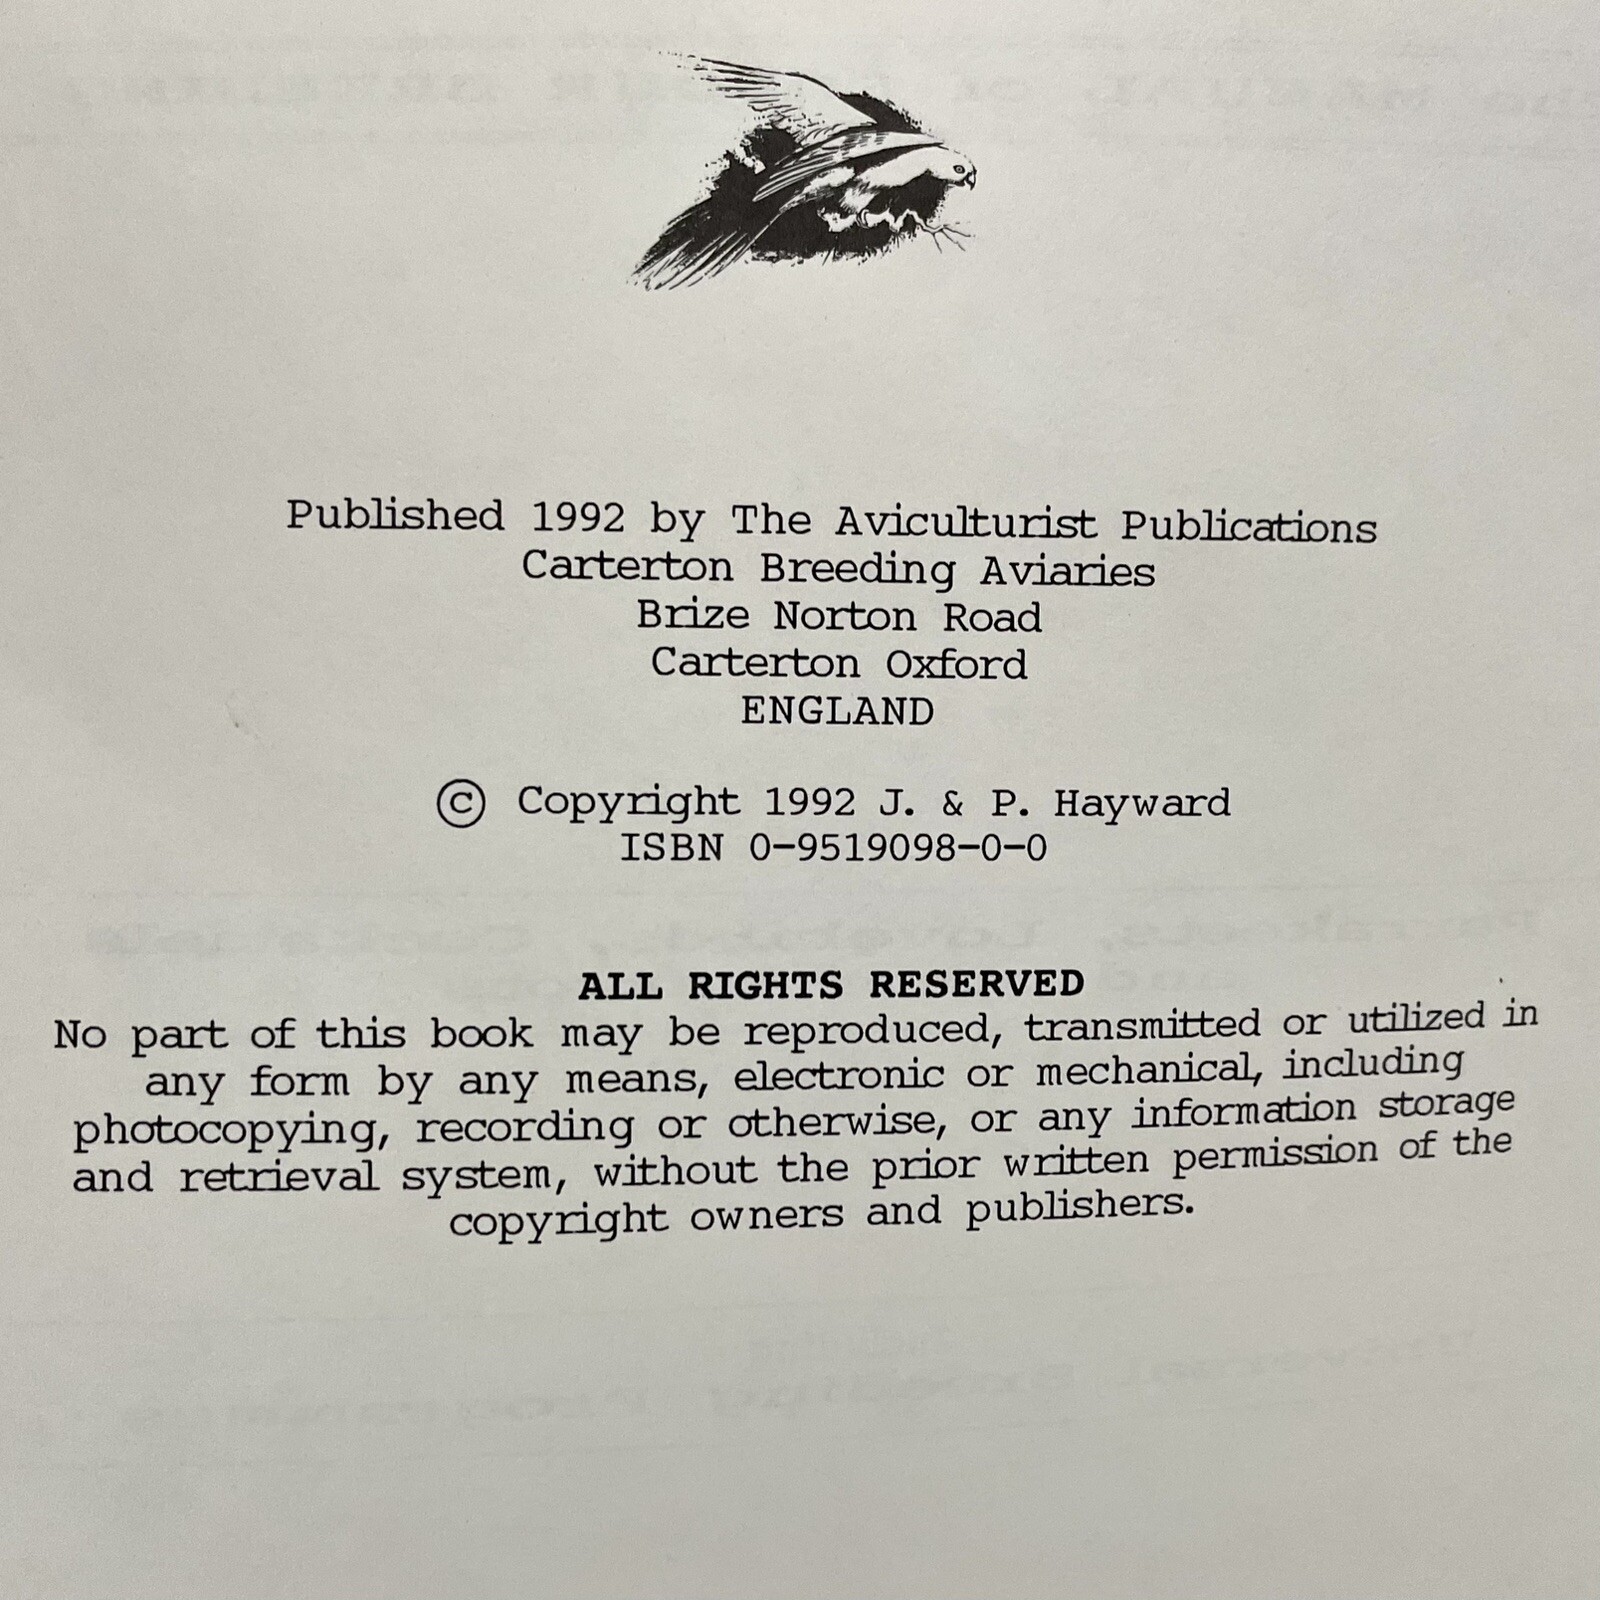 Published 1992 by The Aviculturist Publications
Carterton Breeding Aviaries
Brize Norton Road
Carterton Oxford
ENGLAND
© Copyright 1992 J. & P. Hayward
ISBN 0-9519098-0-0
ALL RIGHTS RESERVED
No part of this book may be reproduced, transmitted or utilized in
any form by any means, electronic or mechanical, including
photocopying, recording or otherwise, or any information storage
and retrieval system, without the prior written permission of the
copyright owners and publishers.